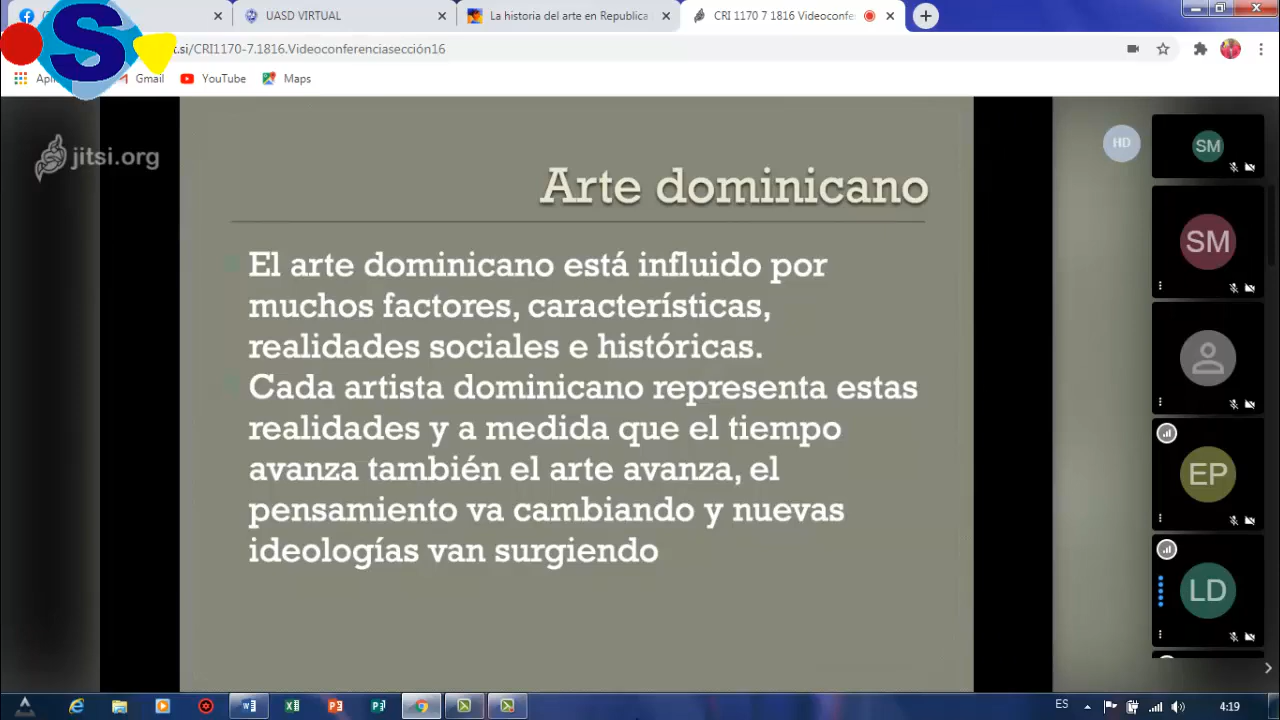 UASD VIRTUAL
La historia del arte en Republica
CRI 1170 7 1816 Videoconfe
S
t.si/CRI1170-7.1816.Videoconferenciasección16
Gmail
YouTube
Maps
jitsi.org
HD
SM
Arte dominicano
El arte dominicano está influido por
muchos factores, características,
realidades sociales e históricas.
Cada artista dominicano representa estas
realidades y a medida que el tiempo
avanza también el arte avanza, el
pensamiento va cambiando y nuevas
ideologías van surgiendo
SM
EP
LD
ES
4:19